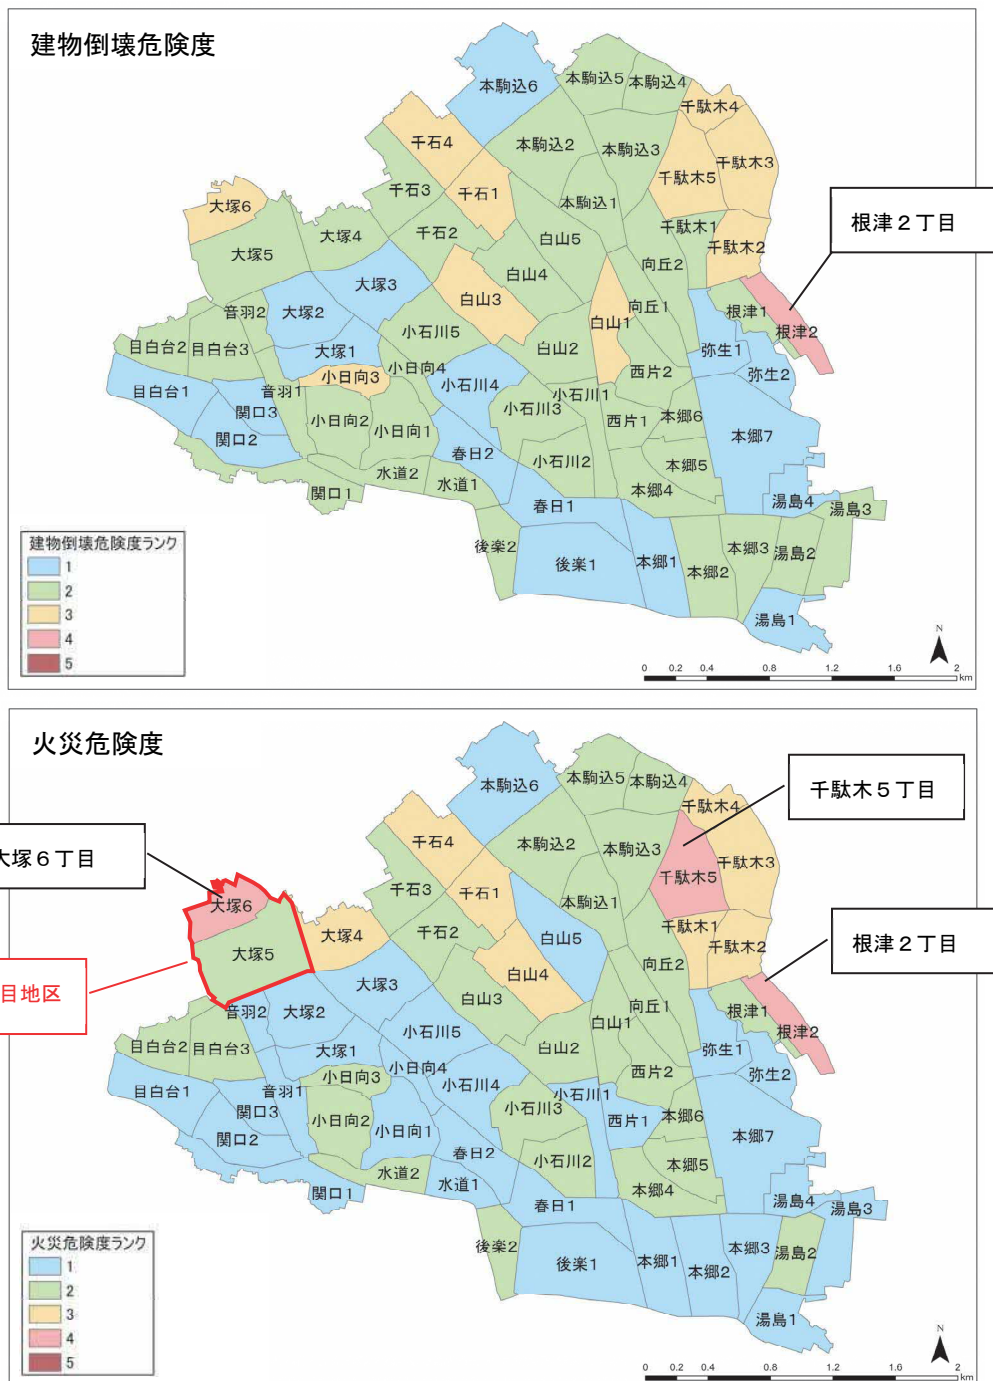 建物倒壊危険度
本駒込6
本駒込5
本駒込4
千駄木4
千石4
本駒込2
本駒込3
千駄木3
千駄木5
千石3
千石1
本駒込1
大塚6
根津2丁目
大塚4
千石2
白山5
千駄木1
千駄木2
大塚5
向丘2
白山4
大塚3
白山3
向丘1
根津1
音羽2
大塚2
白山1
根津2
目白台2
目白台3
大塚1
小石川5
白山2
弥生1
小日向3
小日向4
西片2
弥生2
目白台1
音羽1
小石川4
小石川1
関口3
小日向2
小石川3
西片1
本郷6
関口2
小日向1
本郷7
春日2
小石川2
本郷5
水道2
水道1
本郷4
関口1
春日1
湯島4
湯島3
後楽2
本郷3
湯島2
後楽1
本郷1
本郷2
湯島1
建物倒壊危険度ランク
1
2
3
4
5
N
0 0.2 0.4 0.8 1.2 1.6 2
km
火災危険度
本駒込6
本駒込5
本駒込4
千駄木5丁目
千駄木4
千石4
本駒込2
本駒込3
大塚6丁目
千駄木3
千駄木5
千石3
千石1
本駒込1
大塚6
大塚4
千石2
白山5
千駄木1
千駄木2
根津2丁目
大塚5
向丘2
白山4
目地区
大塚3
白山3
向丘1
根津1
音羽2
大塚2
白山1
根津2
目白台2
目白台3
大塚1
小石川5
白山2
弥生1
小日向3
小日向4
西片2
弥生2
目白台1
音羽1
小石川4
小石川1
関口3
小日向2
小石川3
西片1
本郷6
関口2
小日向1
本郷7
春日2
小石川2
本郷5
水道2
水道1
本郷4
関口1
春日1
湯島4
湯島3
後楽2
本郷3
湯島2
後楽1
本郷1
本郷2
湯島1
火災危険度ランク
1
2
3
4
5
N
0 0.2 0.4 0.8 1.2 1.6 2
km